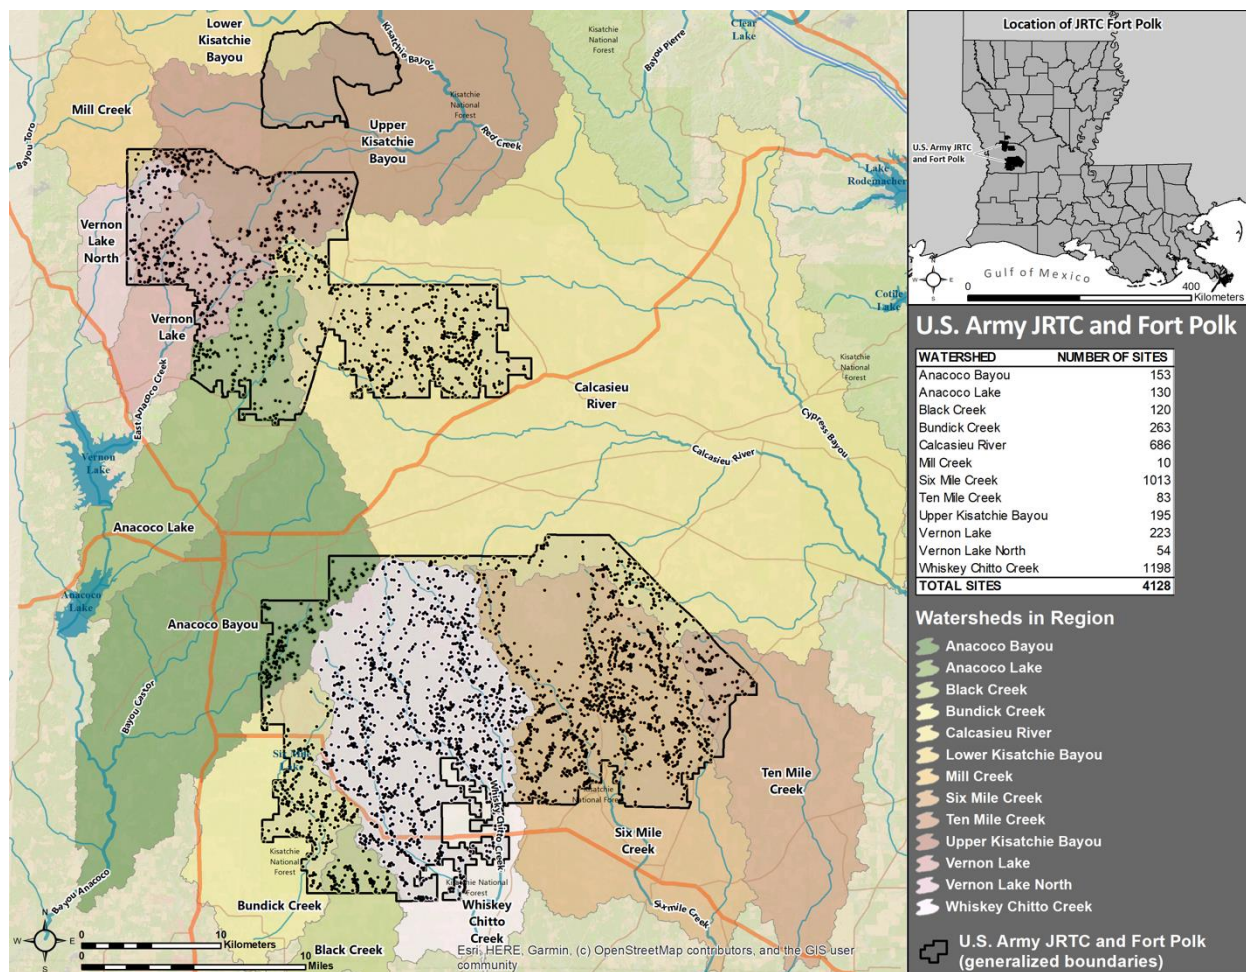 Lower
Kisatchie
Bayou
Kisatchie Bayou
Kisatchie
National
Forest
Clear
Lake
Bayou Pierre
Mill Creek
Kisatchie
National
Forest
Upper
Kisatchie
Bayou
Red Creek
Bayou Toro
Lake
Rodemacher
Vernon
Lake
North
Vernon
Lake
Cotile
Lake
East Anacoco Creek
Kisatchie
National
Forest
Calcasieu
River
Cypress Bayou
Calcasieu River
Vernon
Lake
Anacoco Lake
Anacoco
Lake
Anacoco Bayou
Bayou Castor
Ten Mile
Creek
Kisatchie
National Forest
Whisky Chitto Creek
Six Mile
Creek
Kisatchie
National
Forest
Kisatchie National
Forest
Bayou Anacoco
Bundick Creek
Whiskey
Chitto
Creek
Sixmile Creek
Black Creek
N
W
E
S
0
10
Kilometers
0
10
Miles
Esri, HERE, Garmin, (c) OpenStreetMap contributors, and the GIS user
community
Location of JRTC Fort Polk
U.S. Army JRTC
and Fort Polk
Gulf of Mexico
N
W
E
S
0
400
Kilometers
U.S. Army JRTC and Fort Polk
WATERSHED NUMBER OF SITES
Anacoco Bayou 153
Anacoco Lake 130
Black Creek 120
Bundick Creek 263
Calcasieu River 686
Mill Creek 10
Six Mile Creek 1013
Ten Mile Creek 83
Upper Kisatchie Bayou 195
Vernon Lake 223
Vernon Lake North 54
Whiskey Chitto Creek 1198
TOTAL SITES 4128
Watersheds in Region
Anacoco Bayou
Anacoco Lake
Black Creek
Bundick Creek
Calcasieu River
Lower Kisatchie Bayou
Mill Creek
Six Mile Creek
Ten Mile Creek
Upper Kisatchie Bayou
Vernon Lake
Vernon Lake North
Whiskey Chitto Creek
U.S. Army JRTC and Fort Polk
(generalized boundaries)